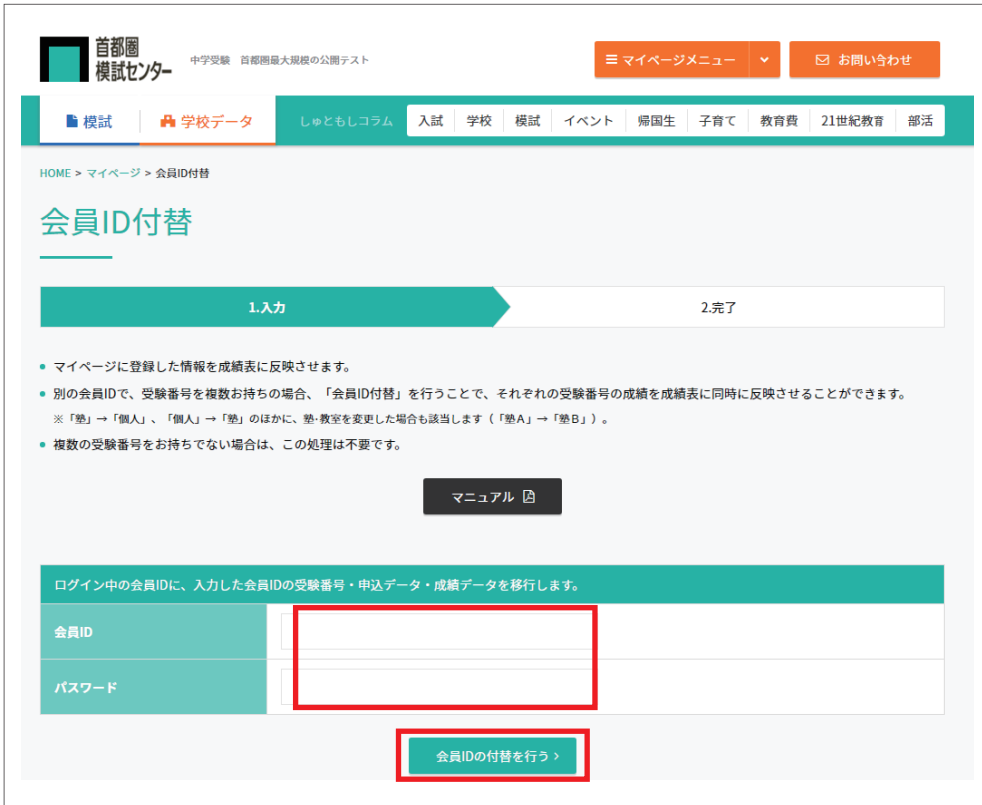 首都圏
模試センター
中学受験 首都圏最大規模の公開テスト
マイページメニュー
お問い合わせ
模試
学校データ
しゅともしコラム
入試 学校 模試 イベント 帰国生 子育て 教育費 21世紀教育 部活
HOME > マイページ > 会員ID付替
会員ID付替
1.入力
2.完了
マイページに登録した情報を成績表に反映させます。
別の会員IDで、受験番号を複数お持ちの場合、「会員ID付替」を行うことで、それぞれの受験番号の成績を成績表に同時に反映させることができます。
※「塾」→「個人」、「個人」→「塾」のほかに、塾・教室を変更した場合も該当します（「塾A」→「塾B」）。
複数の受験番号をお持ちでない場合は、この処理は不要です。
マニュアル
ログイン中の会員IDに、入力した会員IDの受験番号・申込データ・成績データを移行します。
会員ID
パスワード
会員IDの付替を行う ›